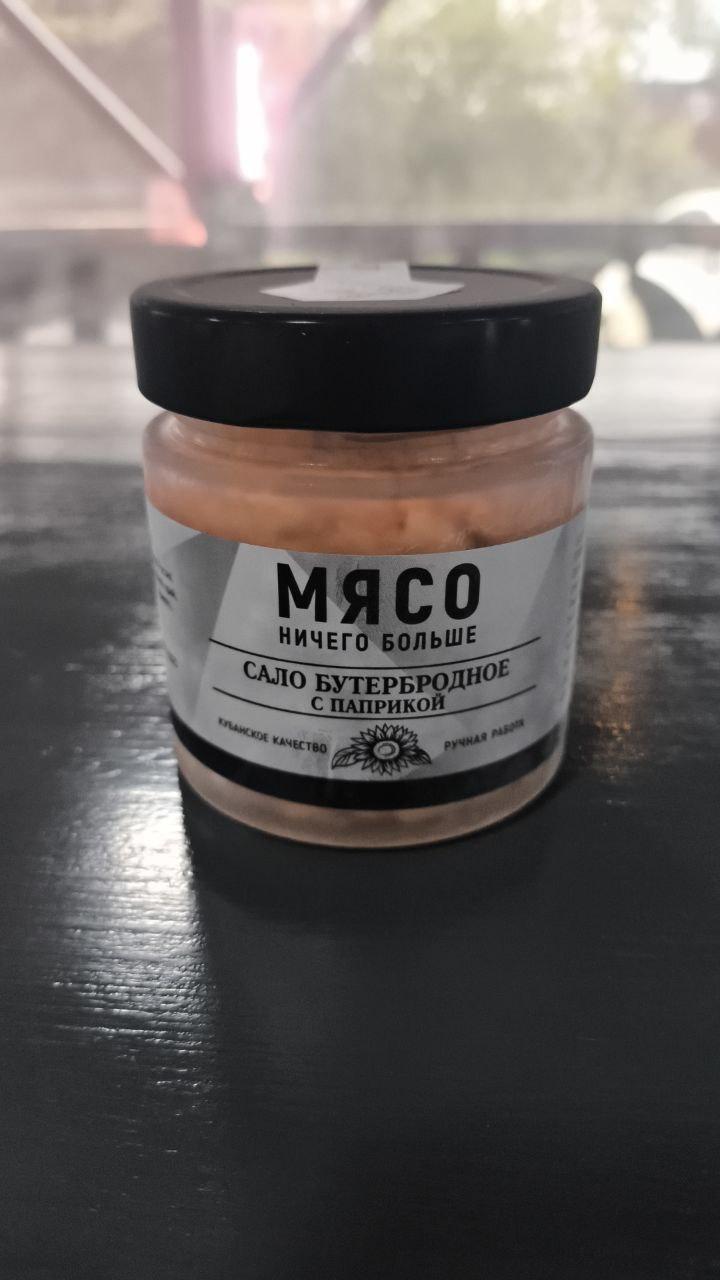 МЯСО
НИЧЕГО БОЛЬШЕ
САЛО БУТЕРБРОДНОЕ
С ПАПРИКОЙ
КУБАНСКОЕ КАЧЕСТВО
РУЧНАЯ РАБОТА